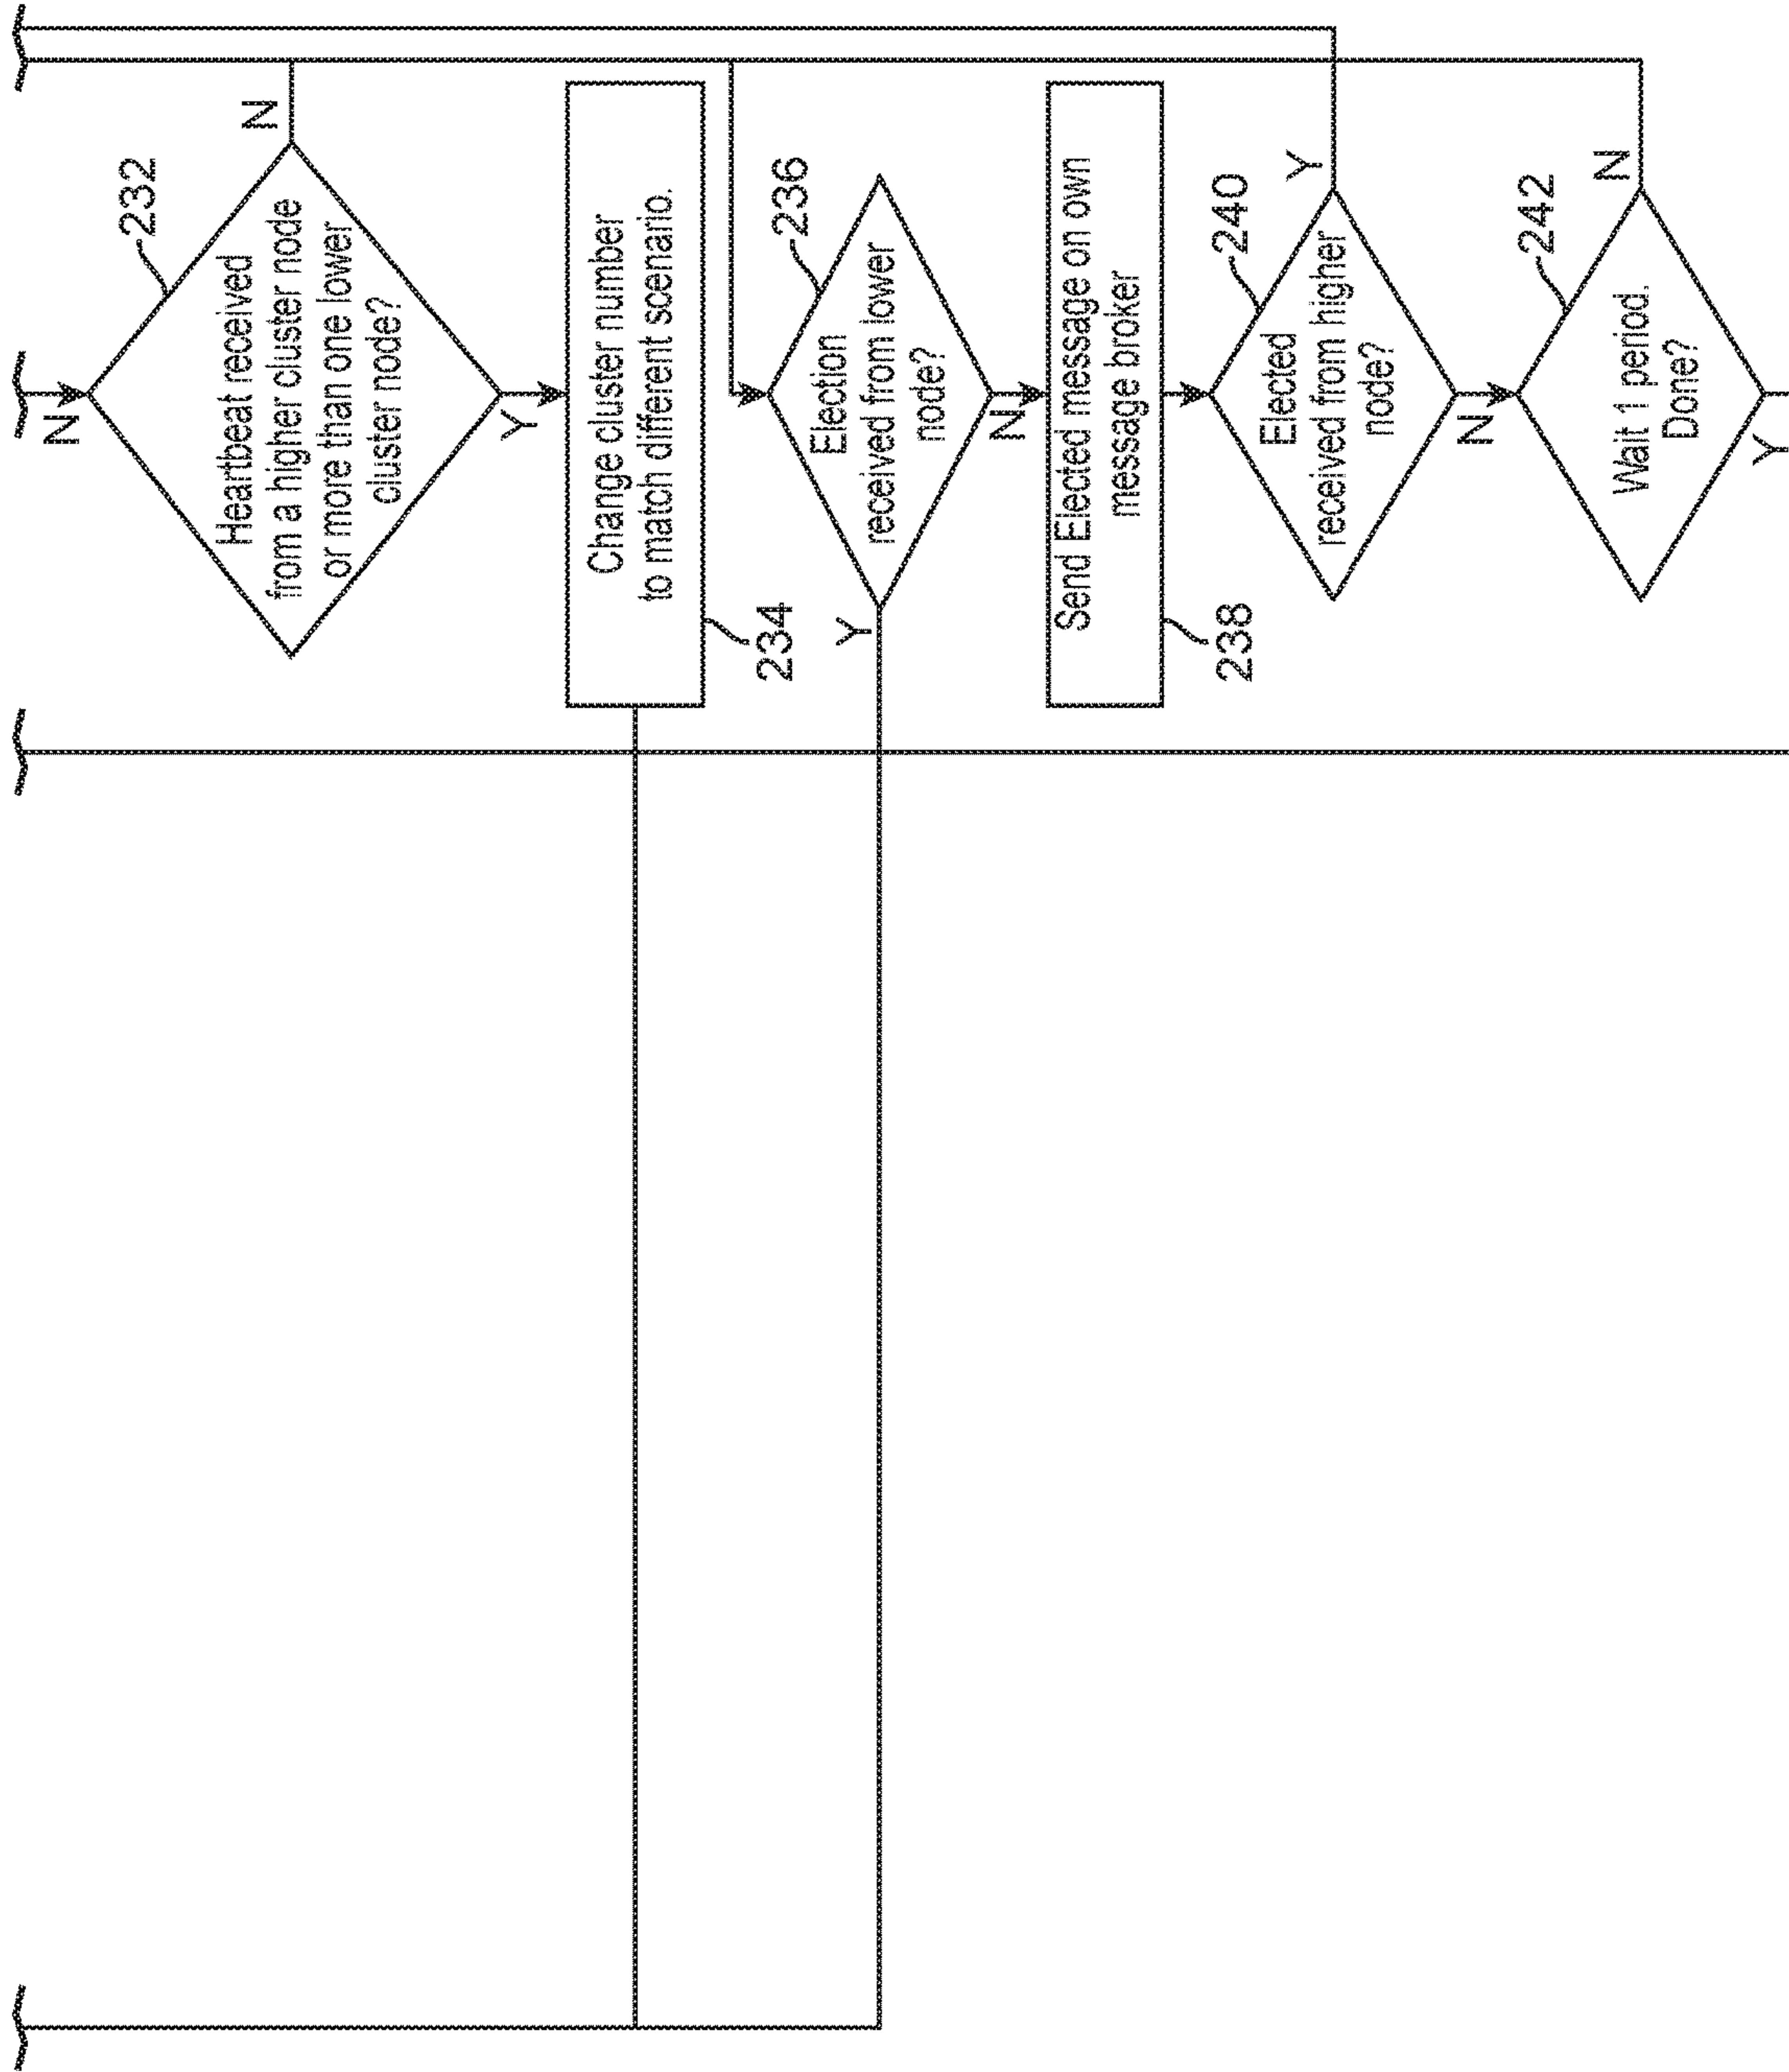 N
232
Heartbeat received
from a higher cluster node
or more than one lower
cluster node?
N
Y
Change cluster number
to match different scenario.
234
236
Election
received from lower
node?
Y
N
Send Elected message on own
message broker
238
240
Elected
received from higher
node?
Y
N
242
Wait 1 period.
Done?
N
Y